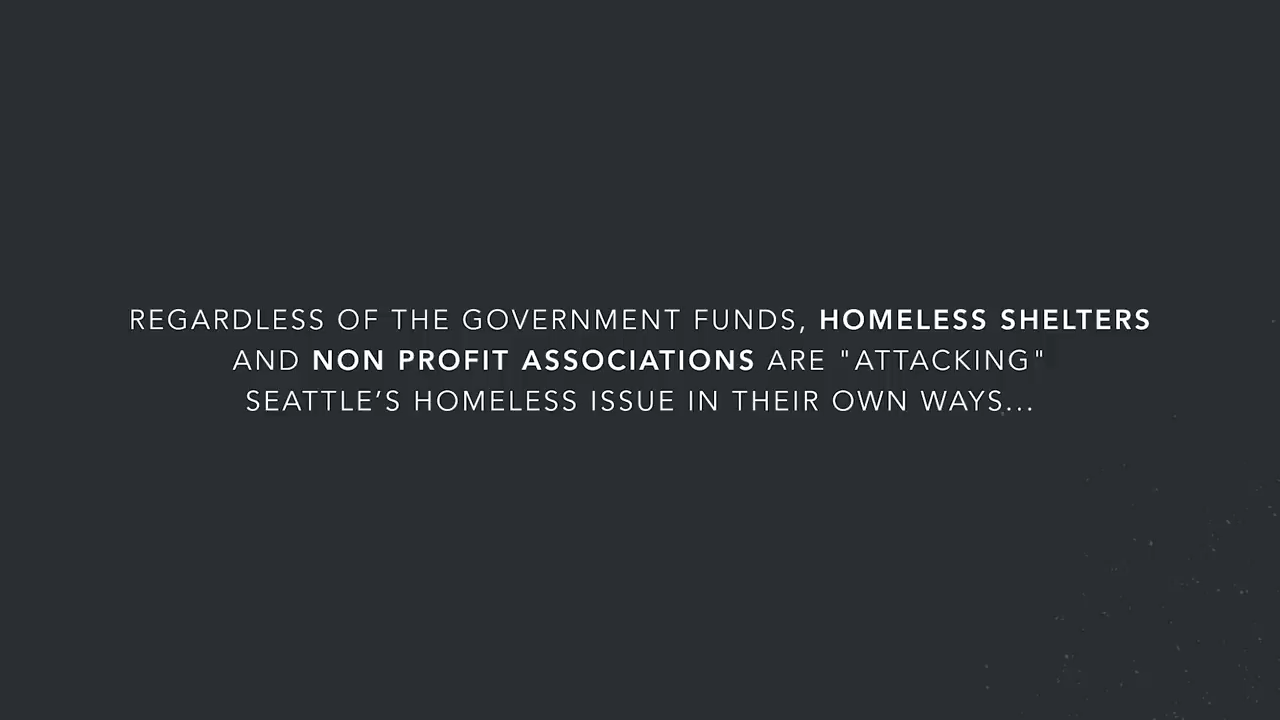 REGARDLESS OF THE GOVERNMENT FUNDS, HOMELESS SHELTERS
AND NON PROFIT ASSOCIATIONS ARE "ATTACKING"
SEATTLE’S HOMELESS ISSUE IN THEIR OWN WAYS...